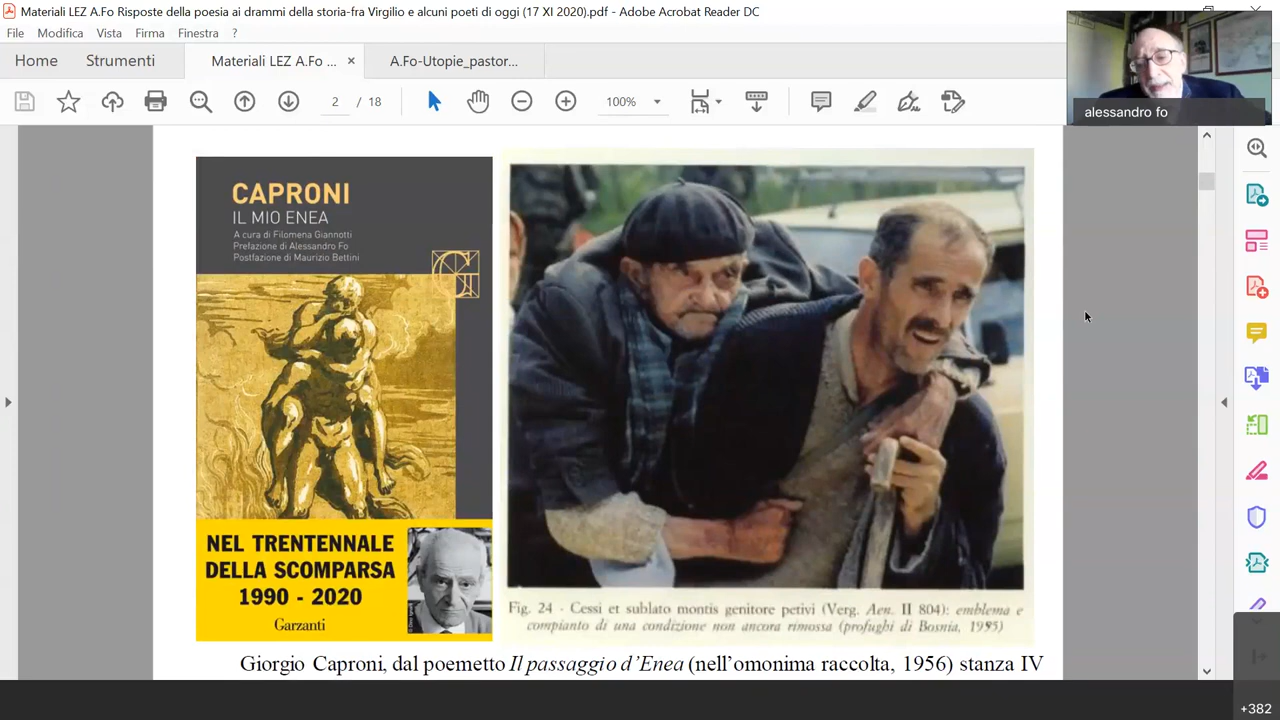 Materiali LEZ A.Fo Risposte della poesia ai drammi della storia-fra Virgilio e alcuni poeti di oggi (17 XI 2020).pdf - Adobe Acrobat Reader DC
File Modifica Vista Firma Finestra ?
Home Strumenti Materiali LEZ A.Fo ... × A.Fo-Utopie_pastor...
2 / 18 100%
alessandro fo
CAPRONI
IL MIO ENEA
A cura di Filomena Giannotti
Prefazione di Alessandro Fo
Postfazione di Maurizio Bettini
NEL TRENTENNALE
DELLA SCOMPARSA
1990 - 2020
Garzanti
Fig. 24 - Cessi et sublato montis genitore petivi (Verg. Aen. II 804): emblema e
compianto di una condizione non ancora rimossa (profughi di Bosnia, 1995)
Giorgio Caproni, dal poemetto Il passaggio d'Enea (nell'omonima raccolta, 1956) stanza IV
+382